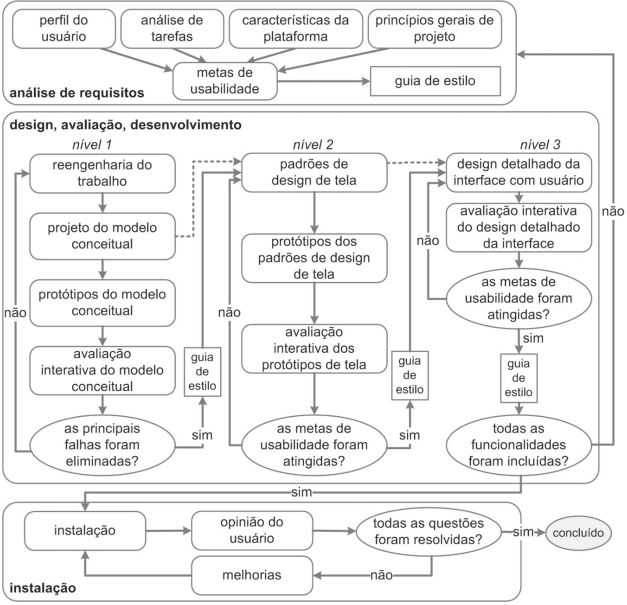 perfil do
usuário
análise de
tarefas
características da
plataforma
princípios gerais de
projeto
metas de
usabilidade
guia de estilo
análise de requisitos
design, avaliação, desenvolvimento
nível 1
nível 2
nível 3
reengenharia do
trabalho
projeto do modelo
conceitual
protótipos do modelo
conceitual
avaliação
interativa do modelo
conceitual
as principais
falhas foram
eliminadas?
não
sim
guia
de
estilo
padrões de
design de tela
protótipos dos
padrões de design
de tela
avaliação
interativa dos
protótipos de tela
as metas de
usabilidade foram
atingidas?
não
sim
guia
de
estilo
design detalhado da
interface com usuário
avaliação interativa
do design detalhado
da interface
as metas de
usabilidade foram
atingidas?
não
sim
guia
de
estilo
todas as
funcionalidades
foram incluídas?
não
sim
instalação
opinião do
usuário
todas as questões
foram resolvidas?
sim
concluído
melhorias
não
instalação